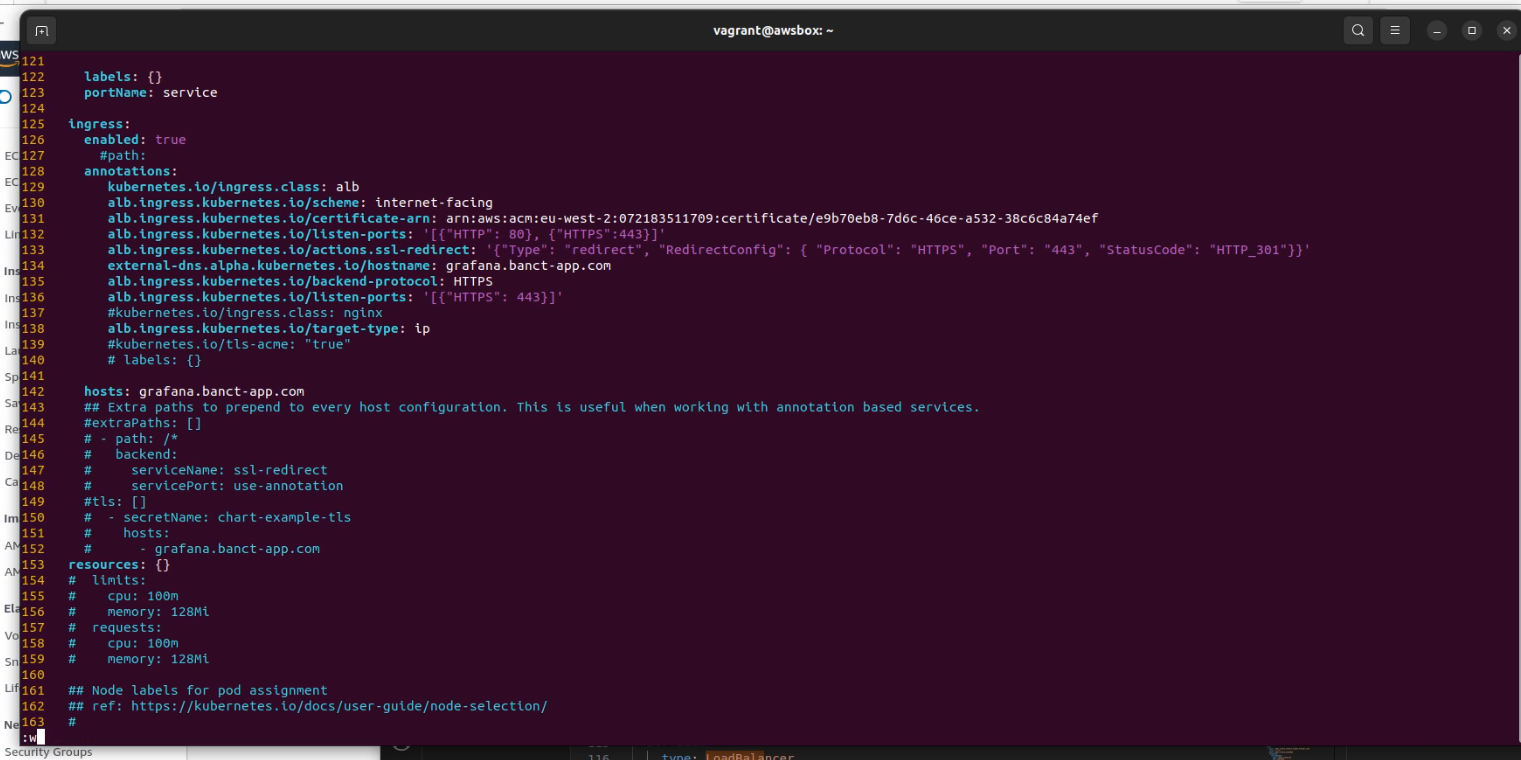 vagrant@awsbox: ~
121
122 labels: {}
123 portName: service
124
125 ingress:
126 enabled: true
127 #path:
128 annotations:
129 kubernetes.io/ingress.class: alb
130 alb.ingress.kubernetes.io/scheme: internet-facing
131 alb.ingress.kubernetes.io/certificate-arn: arn:aws:acm:eu-west-2:072183511709:certificate/e9b70eb8-7d6c-46ce-a532-38c6c84a74ef
132 alb.ingress.kubernetes.io/listen-ports: '[{"HTTP": 80}, {"HTTPS":443}]'
133 alb.ingress.kubernetes.io/actions.ssl-redirect: '{"Type": "redirect", "RedirectConfig": { "Protocol": "HTTPS", "Port": "443", "StatusCode": "HTTP_301"}}'
134 external-dns.alpha.kubernetes.io/hostname: grafana.banct-app.com
135 alb.ingress.kubernetes.io/backend-protocol: HTTPS
136 alb.ingress.kubernetes.io/listen-ports: '[{"HTTPS": 443}]'
137 #kubernetes.io/ingress.class: nginx
138 alb.ingress.kubernetes.io/target-type: ip
139 #kubernetes.io/tls-acme: "true"
140 # labels: {}
141
142 hosts: grafana.banct-app.com
143 ## Extra paths to prepend to every host configuration. This is useful when working with annotation based services.
144 #extraPaths: []
145 # - path: /*
146 # backend:
147 # serviceName: ssl-redirect
148 # servicePort: use-annotation
149 #tls: []
150 # - secretName: chart-example-tls
151 # hosts:
152 # - grafana.banct-app.com
153 resources: {}
154 # limits:
155 # cpu: 100m
156 # memory: 128Mi
157 # requests:
158 # cpu: 100m
159 # memory: 128Mi
160
161 ## Node labels for pod assignment
162 ## ref: https://kubernetes.io/docs/user-guide/node-selection/
163 #
:w
Security Groups
116 type: LoadBalancer